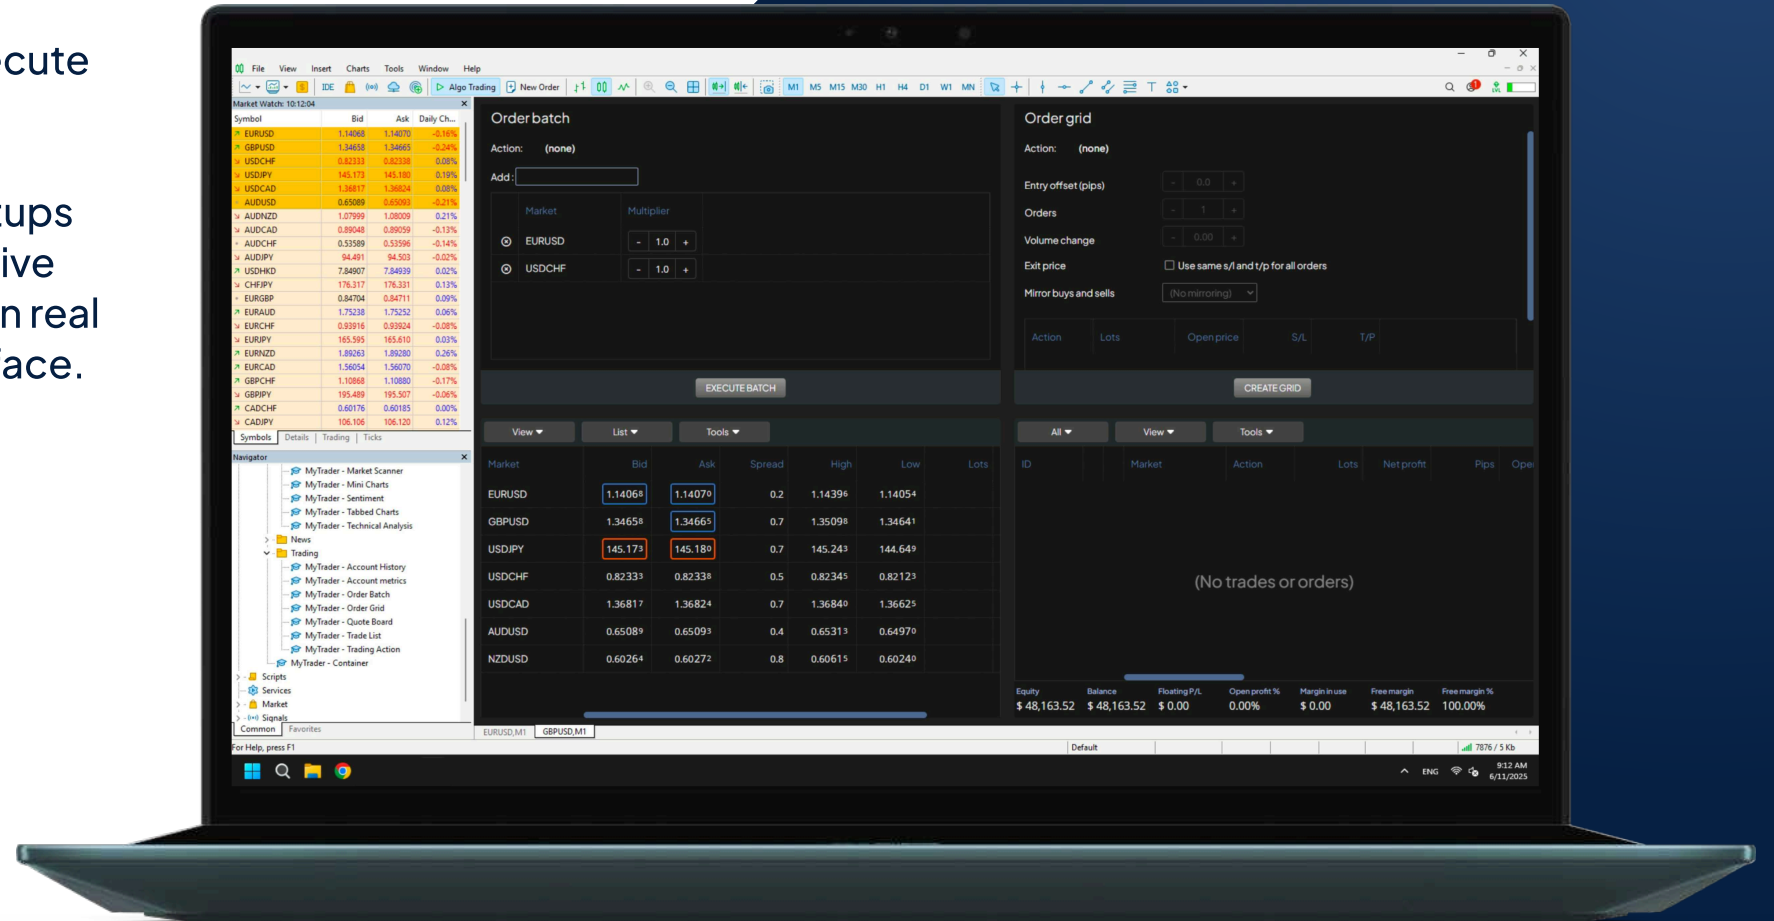 cute
tups
ive
n real
face.
File View Insert Charts Tools Window Help
IDE Algo Trading New Order M1 M5 M15 M30 H1 H4 D1 W1 MN
Market Watch: 10:12:04
Symbol Bid Ask Daily Ch...
EURUSD 1.14068 1.14070 -0.16%
GBPUSD 1.34658 1.34665 -0.24%
USDCHF 0.82333 0.82338 0.08%
USDJPY 145.173 145.180 0.19%
USDCAD 1.36817 1.36824 0.08%
AUDUSD 0.65089 0.65093 -0.21%
AUDNZD 1.07999 1.08009 0.21%
AUDCAD 0.89048 0.89059 -0.13%
AUDCHF 0.53589 0.53596 -0.14%
AUDJPY 94.491 94.503 -0.02%
USDHKD 7.84907 7.84939 0.02%
CHFJPY 176.317 176.331 0.13%
EURGBP 0.84704 0.84711 0.09%
EURAUD 1.75238 1.75252 0.06%
EURCHF 0.93916 0.93924 -0.08%
EURJPY 165.595 165.610 0.03%
EURNZD 1.89263 1.89280 0.26%
EURCAD 1.56054 1.56070 -0.08%
GBPCHF 1.10868 1.10880 -0.17%
GBPJPY 195.489 195.507 -0.06%
CADCHF 0.60176 0.60185 0.00%
CADJPY 106.106 106.120 0.12%
Symbols Details Trading Ticks
Navigator
MyTrader - Market Scanner
MyTrader - Mini Charts
MyTrader - Sentiment
MyTrader - Tabbed Charts
MyTrader - Technical Analysis
News
Trading
MyTrader - Account History
MyTrader - Account metrics
MyTrader - Order Batch
MyTrader - Order Grid
MyTrader - Quote Board
MyTrader - Trade List
MyTrader - Trading Action
MyTrader - Container
Scripts
Services
Market
Signals
Common Favorites
For Help, press F1
Order batch
Action: (none)
Add:
Market Multiplier
EURUSD - 1.0 +
USDCHF - 1.0 +
EXECUTE BATCH
Order grid
Action: (none)
Entry offset (pips) - 0.0 +
Orders - 1 +
Volume change - 0.00 +
Exit price Use same s/l and t/p for all orders
Mirror buys and sells (No mirroring)
Action Lots Open price S/L T/P
CREATE GRID
View List Tools
Market Bid Ask Spread High Low Lots
EURUSD 1.14068 1.14070 0.2 1.14396 1.14054
GBPUSD 1.34658 1.34665 0.7 1.35098 1.34641
USDJPY 145.173 145.180 0.7 145.243 144.649
USDCHF 0.82333 0.82338 0.5 0.82345 0.82123
USDCAD 1.36817 1.36824 0.7 1.36840 1.36625
AUDUSD 0.65089 0.65093 0.4 0.65313 0.64970
NZDUSD 0.60264 0.60272 0.8 0.60615 0.60240
All View Tools
ID Market Action Lots Net profit Pips Ope
(No trades or orders)
Equity Balance Floating P/L Open profit % Margin in use Free margin Free margin %
$ 48,163.52 $ 48,163.52 $ 0.00 0.00% $ 0.00 $ 48,163.52 100.00%
EURUSD,M1 GBPUSD,M1
Default 7876 / 5 Kb
ENG 9:12 AM
6/11/2025